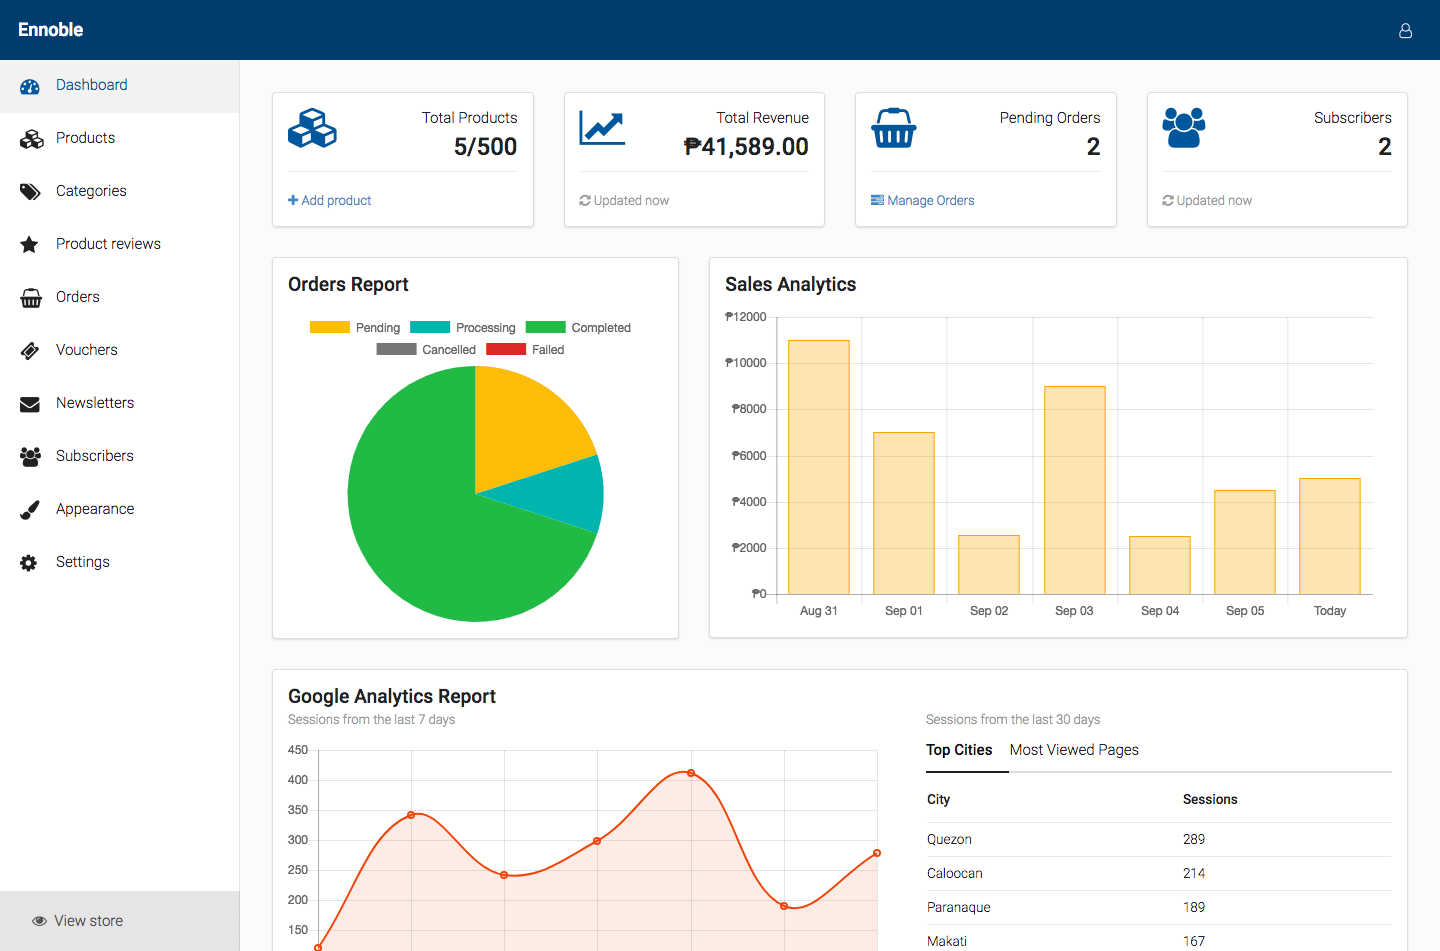 Ennoble
Dashboard
Products
Categories
Product reviews
Orders
Vouchers
Newsletters
Subscribers
Appearance
Settings
View store
Total Products
5/500
Add product
Total Revenue
₱41,589.00
Updated now
Pending Orders
2
Manage Orders
Subscribers
2
Updated now
Orders Report
Pending Processing Completed
Cancelled Failed
Sales Analytics
₱12000
₱10000
₱8000
₱6000
₱4000
₱2000
₱0
Aug 31 Sep 01 Sep 02 Sep 03 Sep 04 Sep 05 Today
Google Analytics Report
Sessions from the last 7 days
450
400
350
300
250
200
150
Sessions from the last 30 days
Top Cities Most Viewed Pages
City Sessions
Quezon 289
Caloocan 214
Paranaque 189
Makati 167